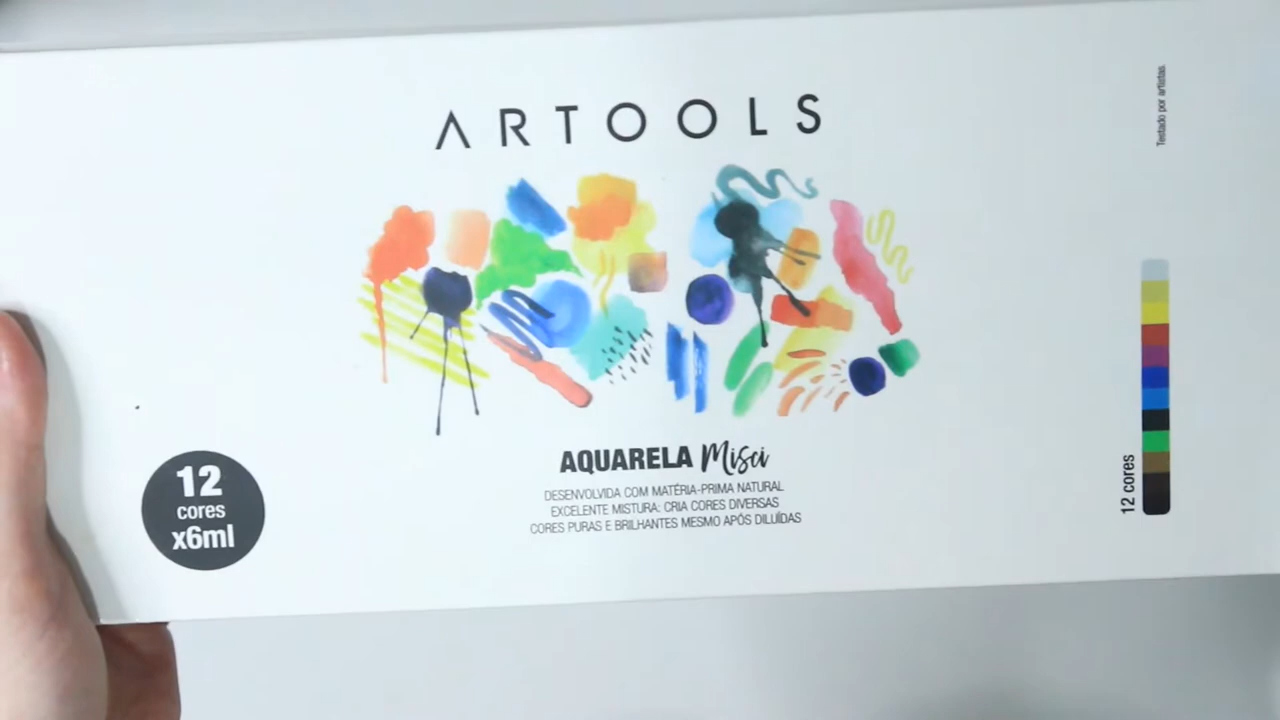 ARTOOLS
AQUARELA Misci
DESENVOLVIDA COM MATÉRIA-PRIMA NATURAL
EXCELENTE MISTURA: CRIA CORES DIVERSAS
CORES PURAS E BRILHANTES MESMO APÓS DILUÍDAS
12
cores
x6ml
Testado por artistas.
12 cores